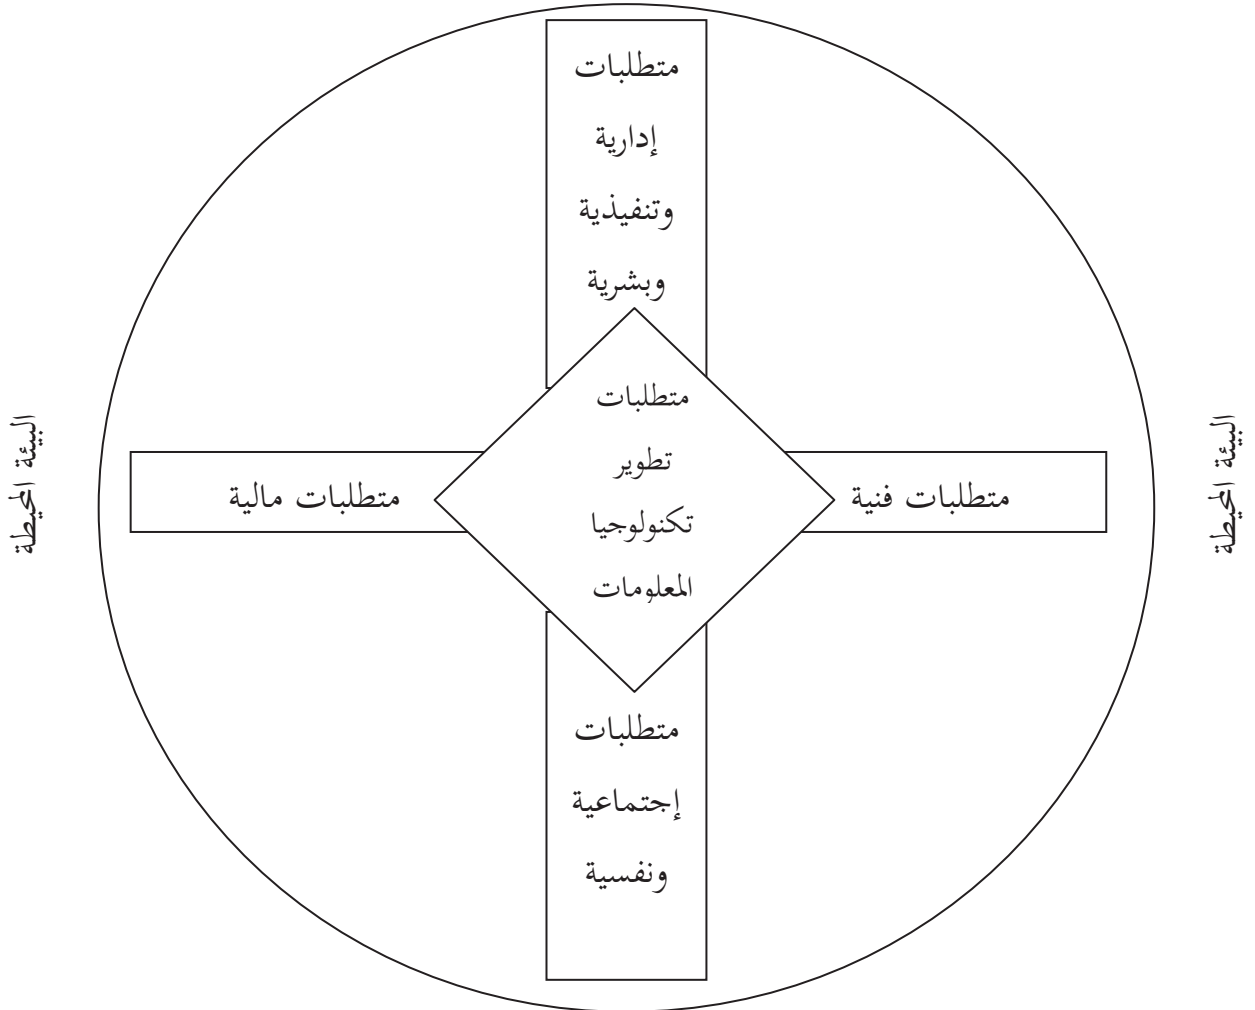 متطلبات
إدارية
وتنفيذية
وبشرية
متطلبات
تطوير
تكنولوجيا
المعلومات
متطلبات فنية
متطلبات مالية
متطلبات
إجتماعية
ونفسية
البيئة المحيطة
البيئة المحيطة